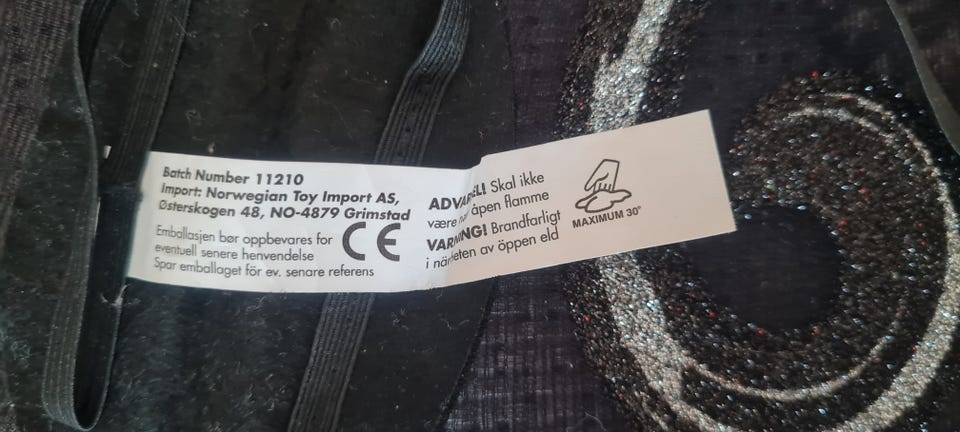 Batch Number 11210
Import: Norwegian Toy Import AS,
Østerskogen 48, NO-4879 Grimstad
Emballasjen bør oppbevares for
eventuell senere henvendelse
Spar emballaget för ev. senare referens
CE
Skal ikke
være åpen flamme
VARNING! Brandfarligt
i närheten av öppen eld
MAXIMUM 30°